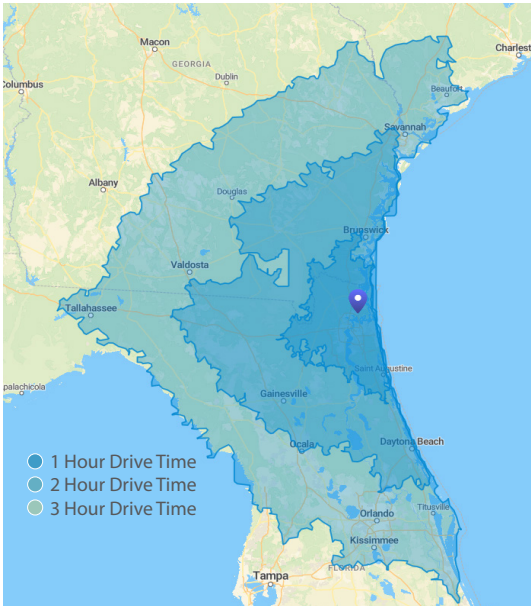 Macon
Charlest
GEORGIA
Dublin
Columbus
Beaufort
Savannah
Albany
Douglas
Brunswick
Valdosta
Tallahassee
Saint Augustine
palachicola
Gainesville
Ocala
Daytona Beach
1 Hour Drive Time
2 Hour Drive Time
3 Hour Drive Time
Titusville
Orlando
Kissimmee
FLORIDA
Tampa